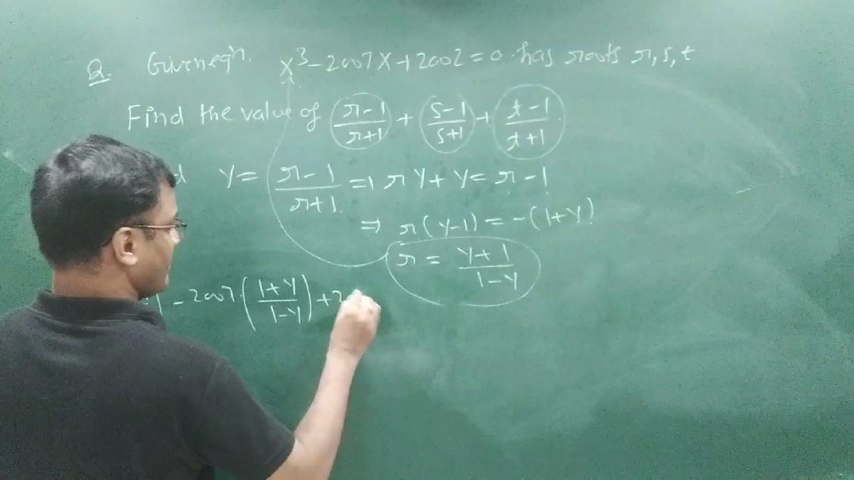 Q. Given eqn. x³ - 2007x + 2002 = 0 has roots r, s, t
Find the value of (r-1)/(r+1) + (s-1)/(s+1) + (t-1)/(t+1)
y = (r-1)/(r+1) ⇒ ry + y = r - 1
⇒ r(y-1) = -(1+y)
r = (y+1)/(1-y)
- 2007((1+y)/(1-y)) + 2